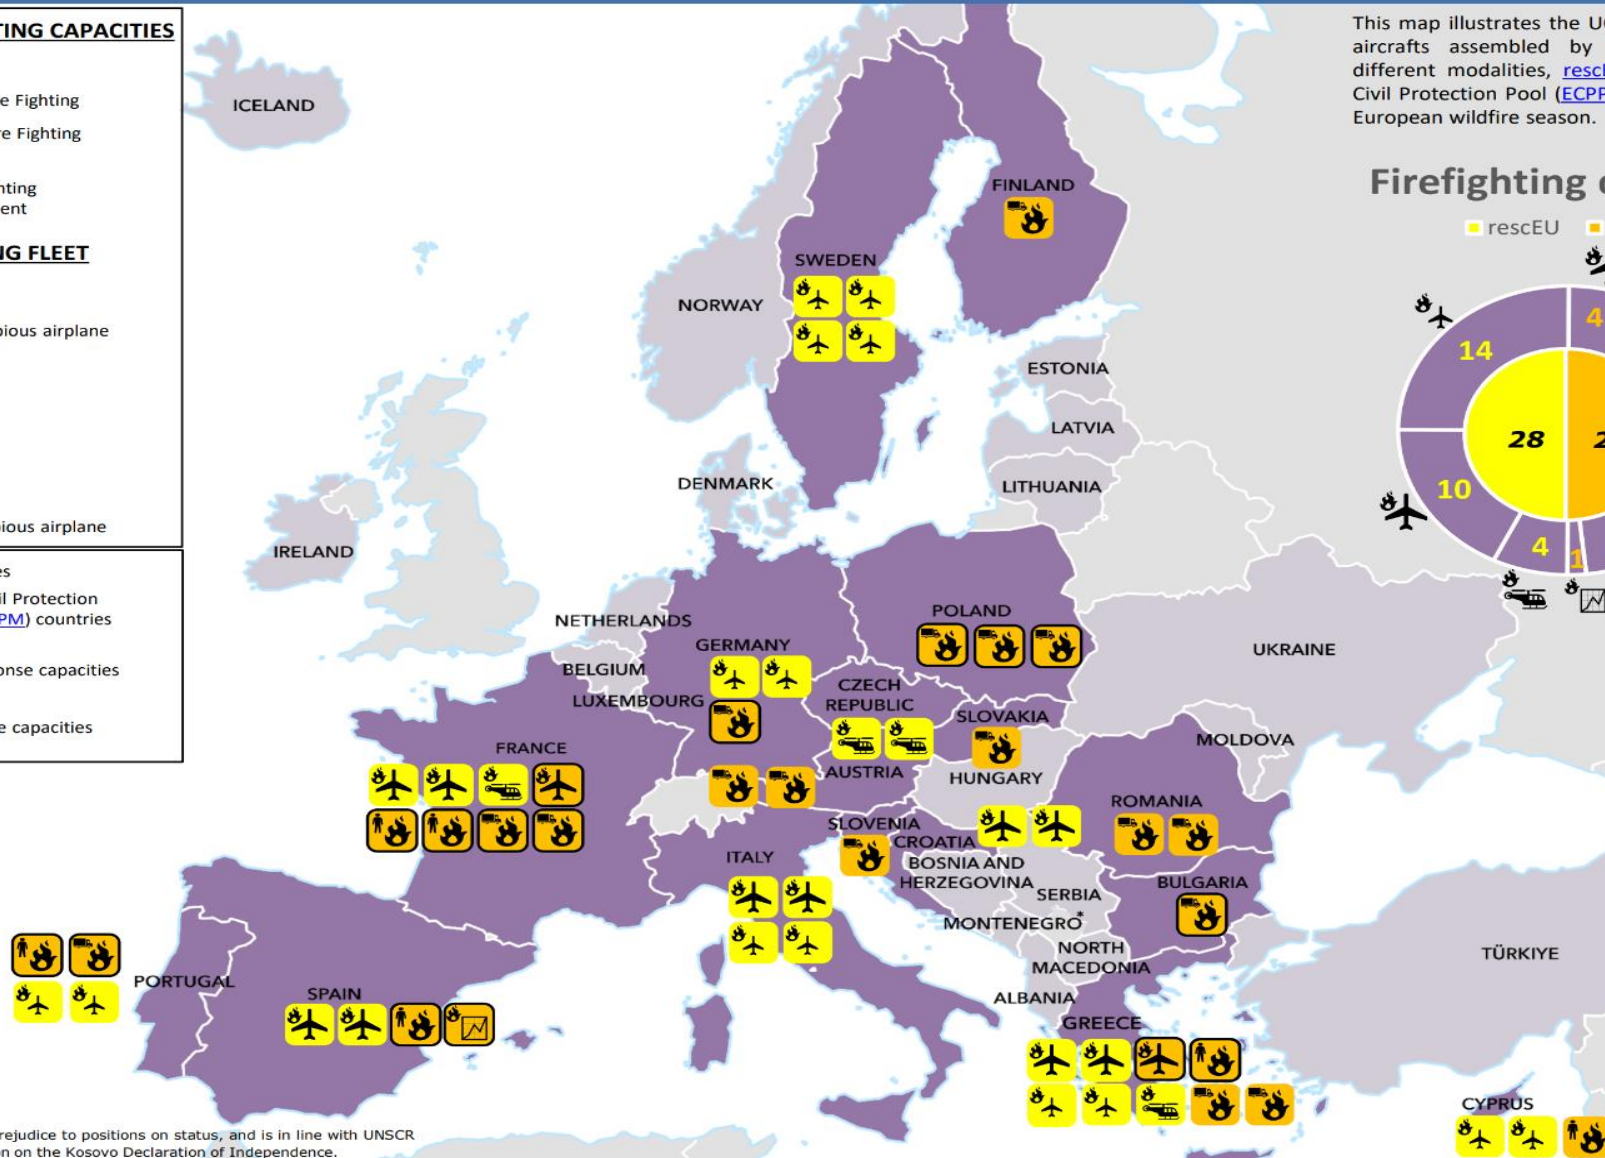 TING CAPACITIES
e Fighting
re Fighting
nting
ent
NG FLEET
bious airplane
ious airplane
es
il Protection
PM) countries
onse capacities
e capacities
This map illustrates the U
aircrafts assembled by
different modalities, resc
Civil Protection Pool (ECPP
European wildfire season.
Firefighting c
rescEU
4
14
28
2
10
4
1
ICELAND
FINLAND
SWEDEN
NORWAY
ESTONIA
LATVIA
DENMARK
LITHUANIA
IRELAND
NETHERLANDS
POLAND
GERMANY
UKRAINE
BELGIUM
CZECH
REPUBLIC
LUXEMBOURG
SLOVAKIA
MOLDOVA
FRANCE
AUSTRIA
HUNGARY
ROMANIA
SLOVENIA
CROATIA
ITALY
BOSNIA AND
HERZEGOVINA
SERBIA
BULGARIA
MONTENEGRO*
NORTH
MACEDONIA
TÜRKIYE
PORTUGAL
SPAIN
ALBANIA
GREECE
CYPRUS
rejudice to positions on status, and is in line with UNSCR
n on the Kosovo Declaration of Independence.